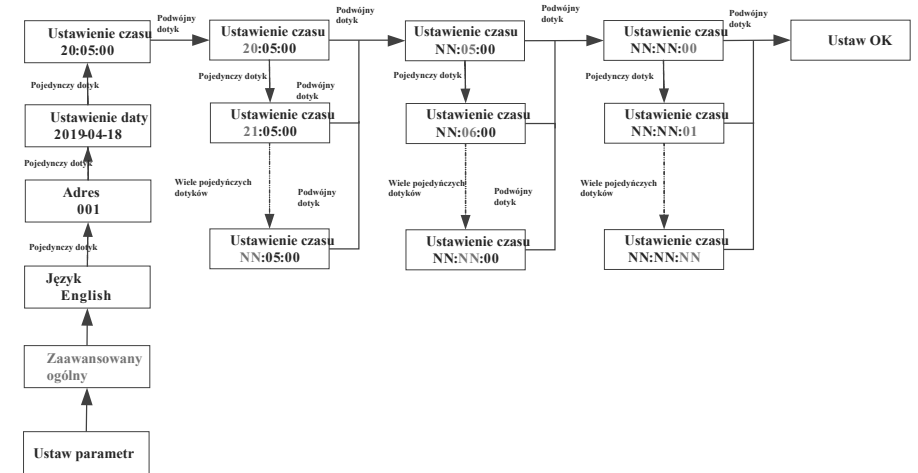 Podwójny
dotyk
Podwójny
dotyk
Podwójny
dotyk
Podwójny
dotyk
Ustawienie czasu
20:05:00
Ustawienie czasu
20:05:00
Ustawienie czasu
NN:05:00
Ustawienie czasu
NN:NN:00
Ustaw OK
Pojedynczy dotyk
Pojedynczy dotyk
Podwójny
dotyk
Pojedynczy dotyk
Pojedynczy dotyk
Ustawienie daty
2019-04-18
Ustawienie czasu
21:05:00
Ustawienie czasu
NN:06:00
Ustawienie czasu
NN:NN:01
Pojedynczy dotyk
Wiele pojedyńczych
dotyków
Podwójny
dotyk
Wiele pojedyńczych
dotyków
Podwójny
dotyk
Wiele pojedyńczych
dotyków
Adres
001
Pojedynczy dotyk
Ustawienie czasu
NN:05:00
Ustawienie czasu
NN:NN:00
Ustawienie czasu
NN:NN:NN
Język
English
Zaawansowany
ogólny
Ustaw parametr